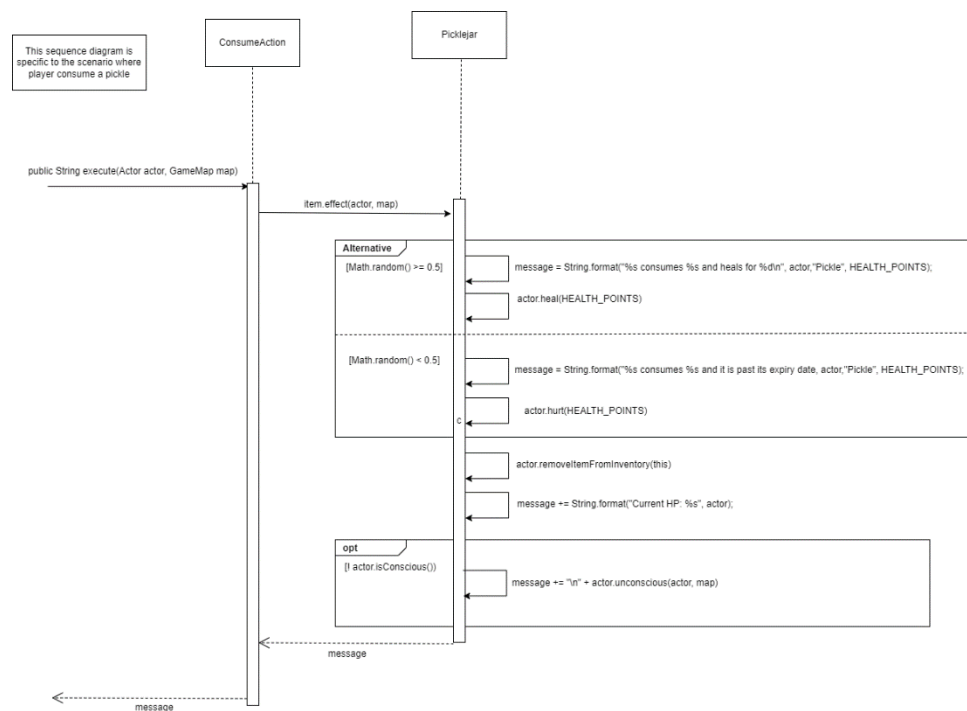 This sequence diagram is
specific to the scenario where
player consume a pickle
ConsumeAction
Picklejar
public String execute(Actor actor, GameMap map)
item.effect(actor, map)
Alternative
[Math.random() >= 0.5]
message = String.format("%s consumes %s and heals for %d\n", actor,"Pickle", HEALTH_POINTS);
actor.heal(HEALTH_POINTS)
[Math.random() < 0.5]
message = String.format("%s consumes %s and it is past its expiry date, actor,"Pickle", HEALTH_POINTS);
c
actor.hurt(HEALTH_POINTS)
actor.removeItemFromInventory(this)
message += String.format("Current HP: %s", actor);
opt
[! actor.isConscious())
message += "\n" + actor.unconscious(actor, map)
message
message